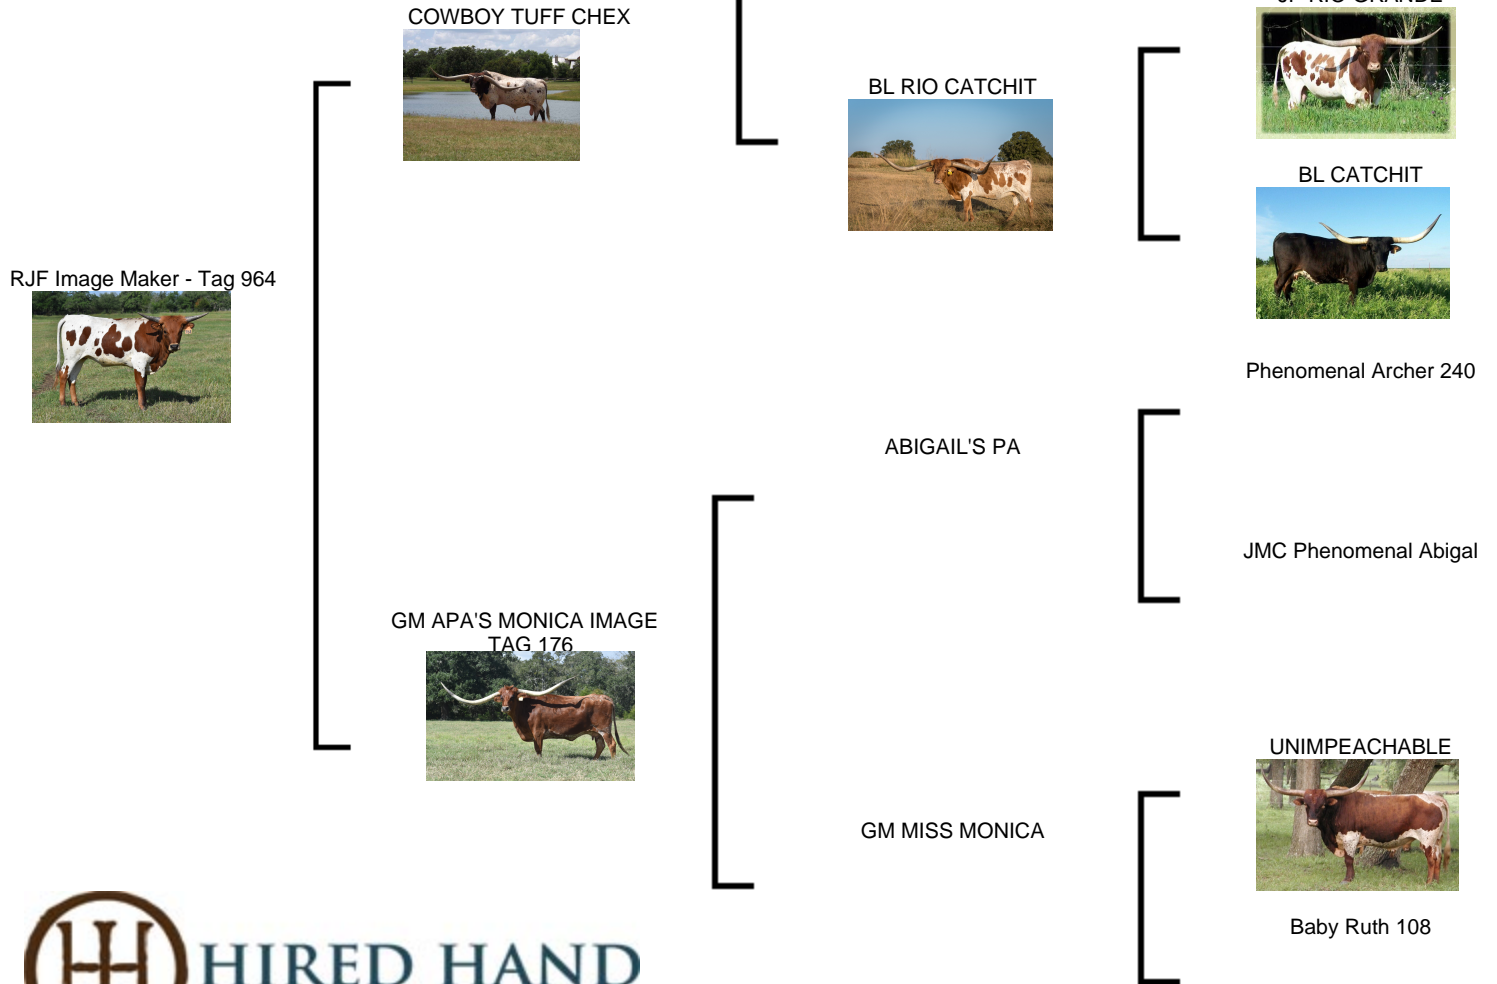 COWBOY TUFF CHEX
BL RIO CATCHIT
BL CATCHIT
RJF Image Maker - Tag 964
Phenomenal Archer 240
ABIGAIL'S PA
JMC Phenomenal Abigal
GM APA'S MONICA IMAGE
TAG 176
UNIMPEACHABLE
GM MISS MONICA
Baby Ruth 108
HIRED HAND